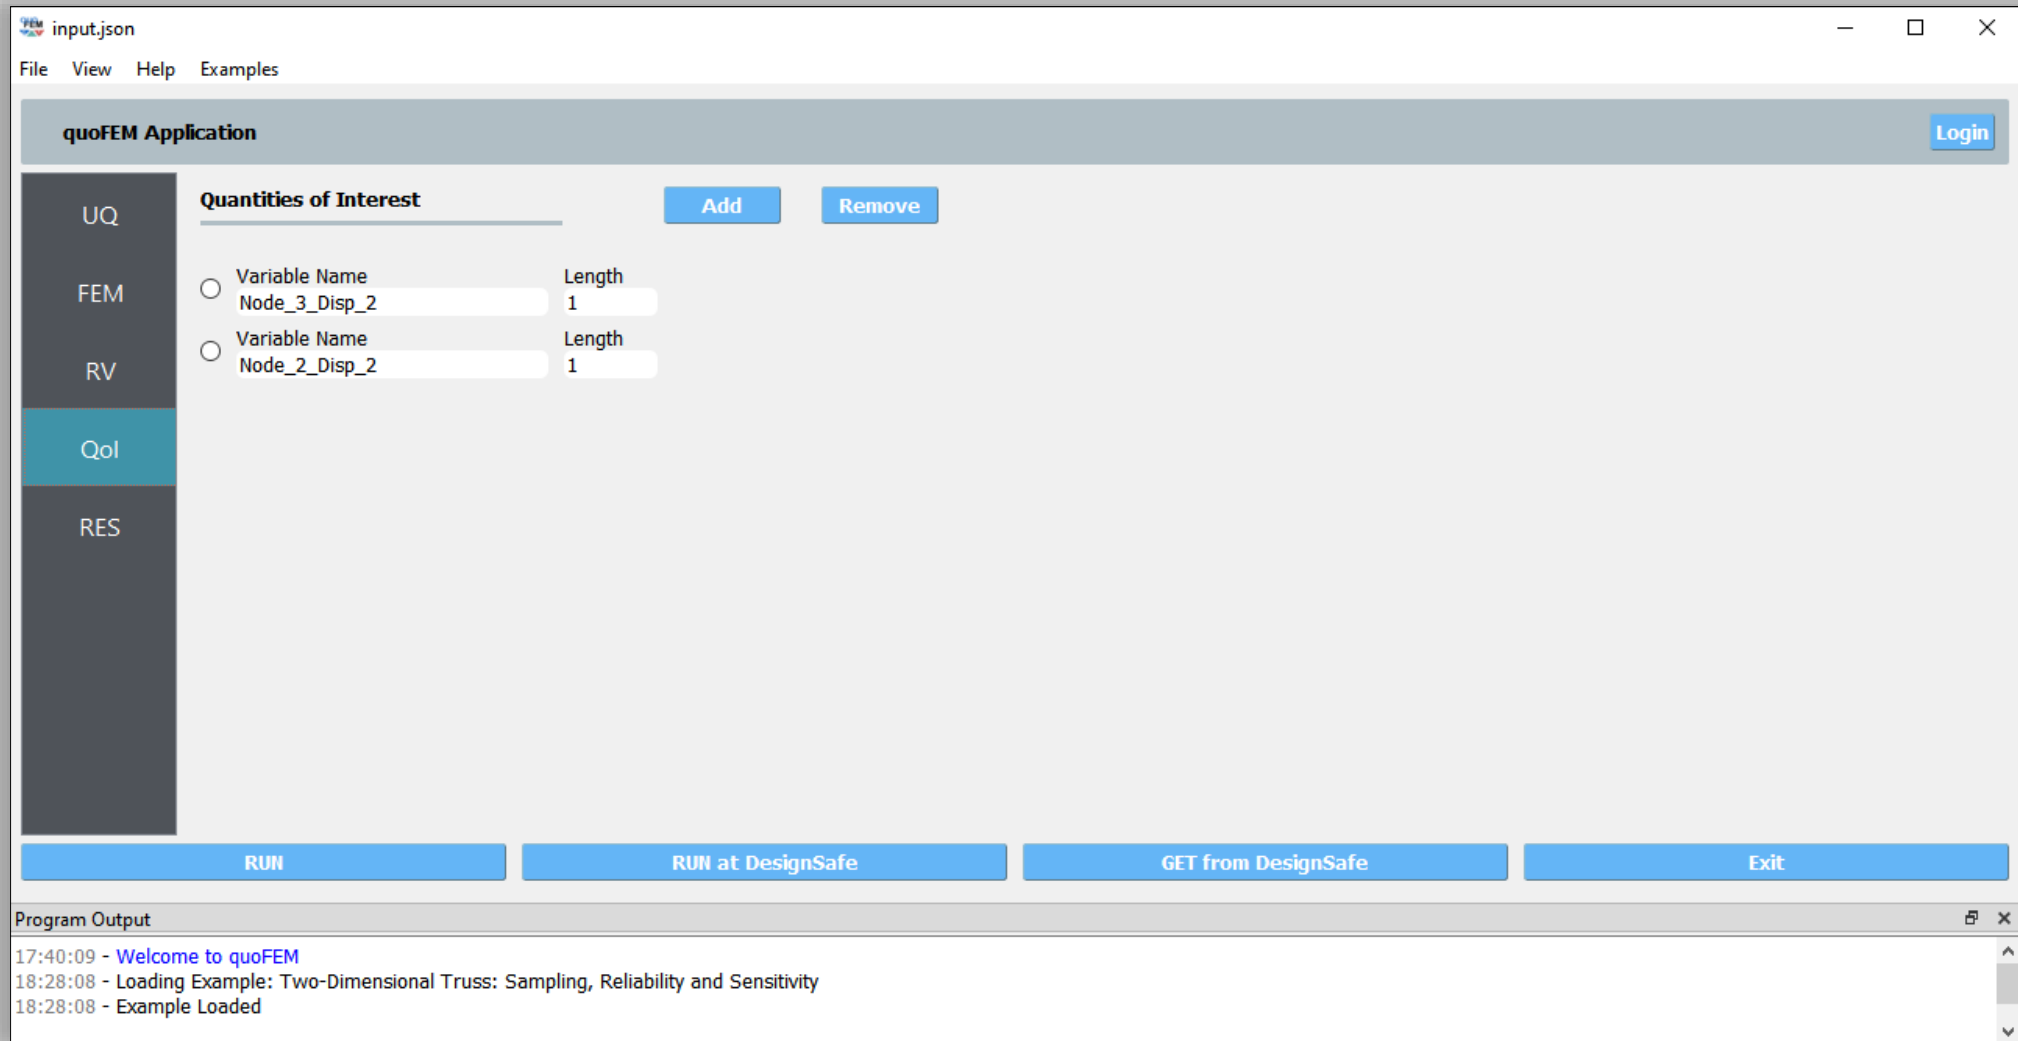 input.json
File View Help Examples
quoFEM Application
Login
UQ
FEM
RV
QoI
RES
Quantities of Interest
Add
Remove
Variable Name Length
Node_3_Disp_2 1
Variable Name Length
Node_2_Disp_2 1
RUN
RUN at DesignSafe
GET from DesignSafe
Exit
Program Output
17:40:09 - Welcome to quoFEM
18:28:08 - Loading Example: Two-Dimensional Truss: Sampling, Reliability and Sensitivity
18:28:08 - Example Loaded